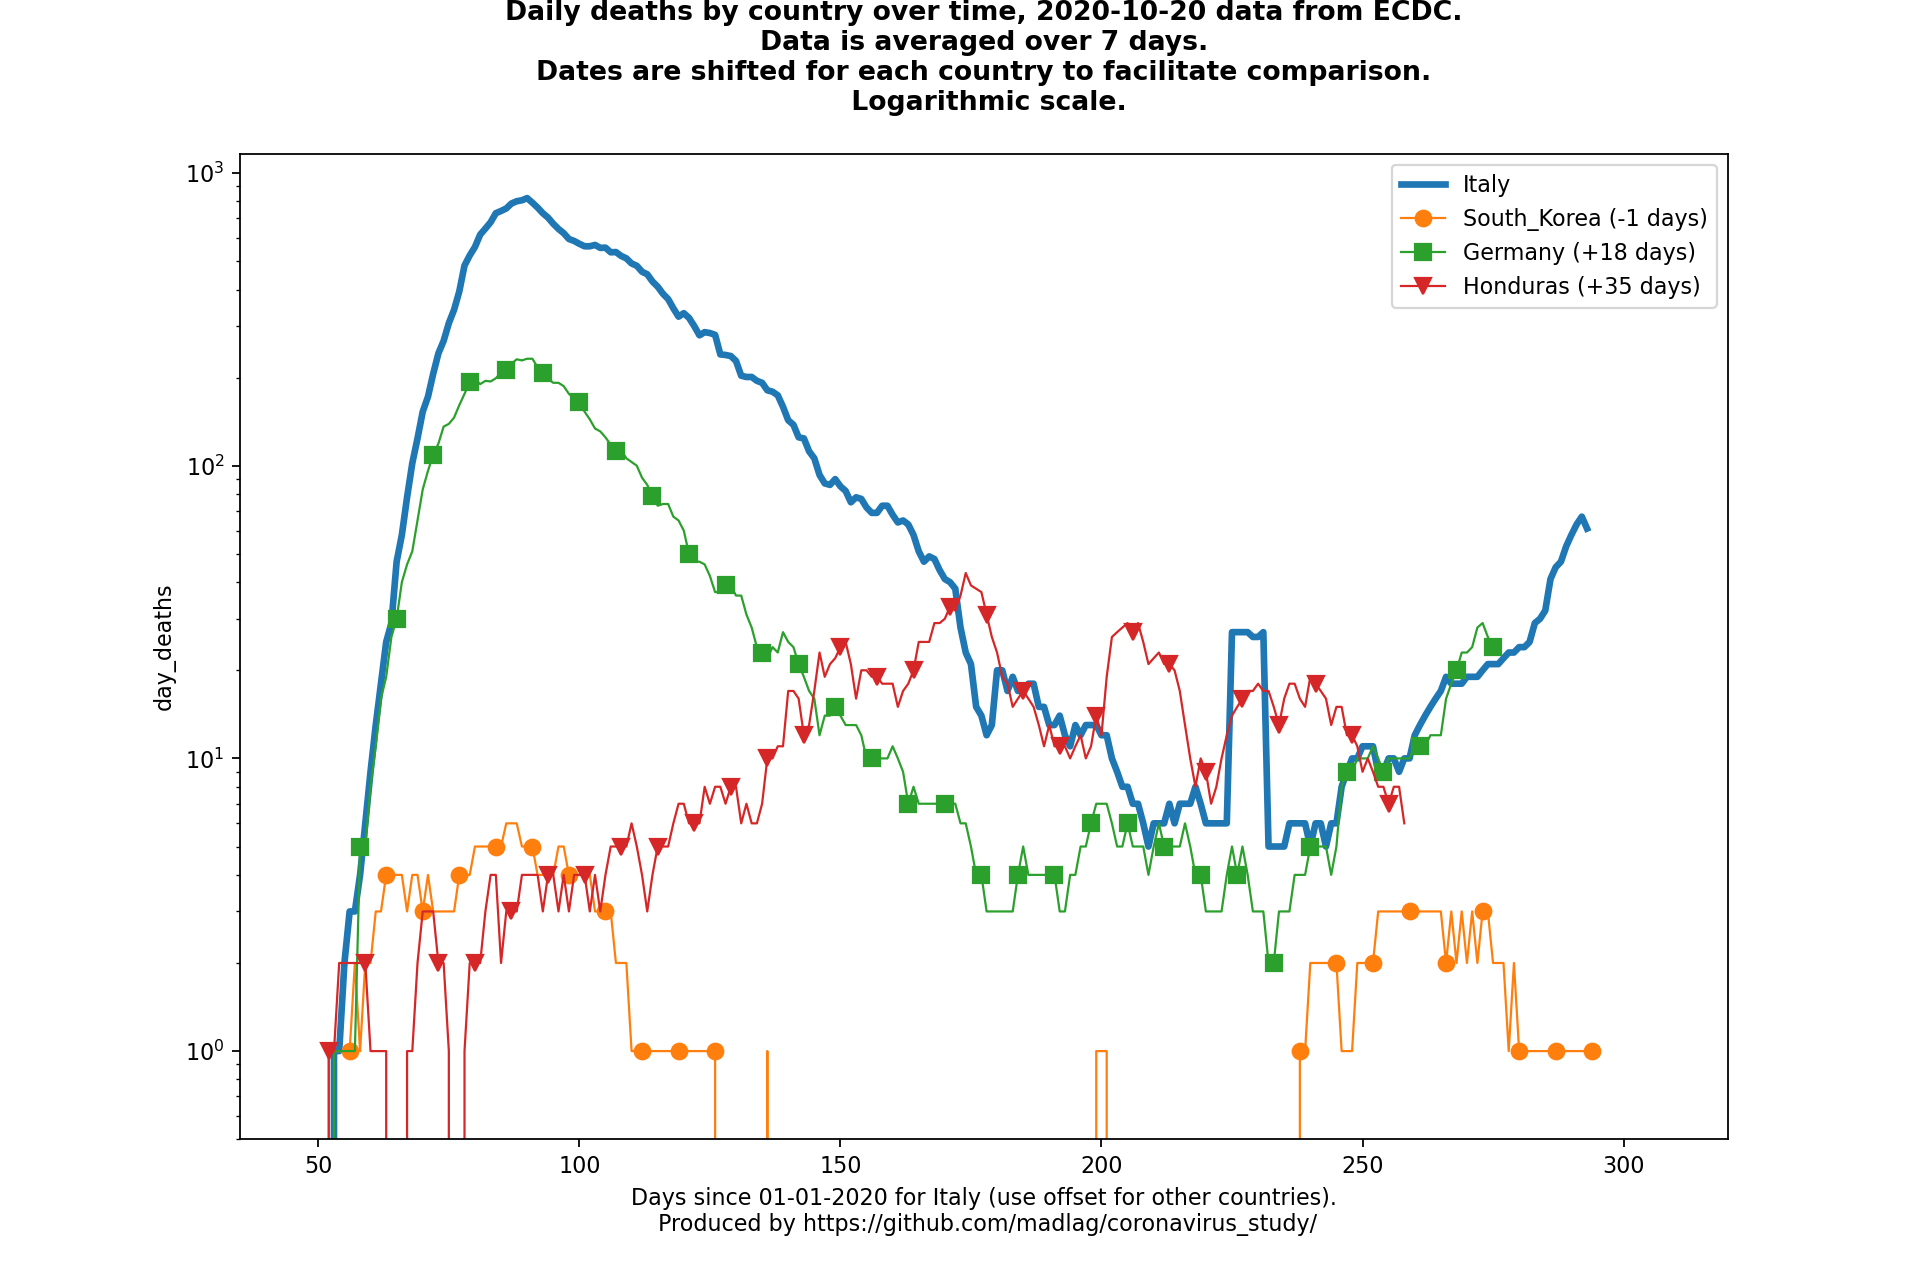 Daily deaths by country over time, 2020-10-20 data from ECDC.
Data is averaged over 7 days.
Dates are shifted for each country to facilitate comparison.
Logarithmic scale.
10³
10²
10¹
10⁰
day_deaths
Italy
South_Korea (-1 days)
Germany (+18 days)
Honduras (+35 days)
50 100 150 200 250 300
Days since 01-01-2020 for Italy (use offset for other countries).
Produced by https://github.com/madlag/coronavirus_study/